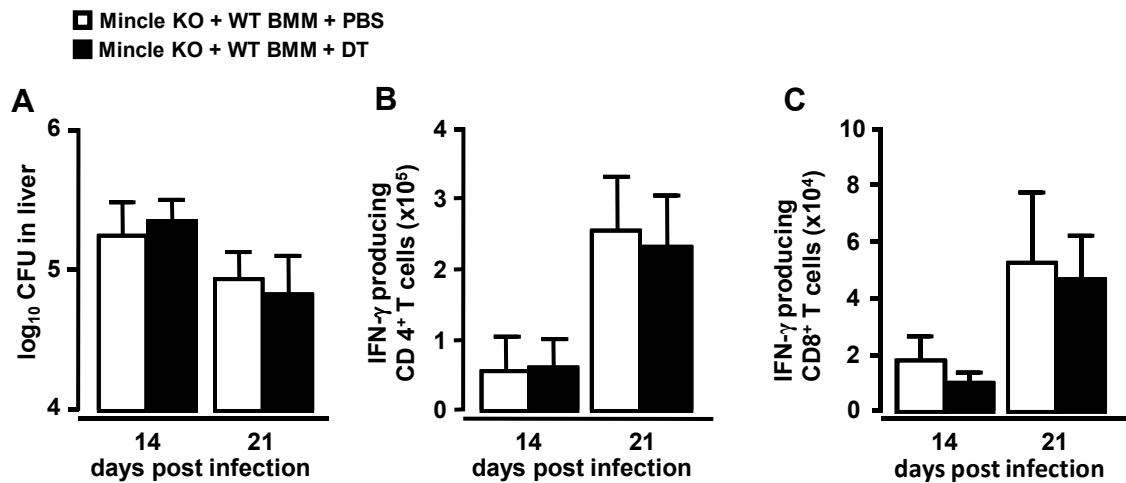 Mincle KO + WT BMM + PBS
Mincle KO + WT BMM + DT
A
log₁₀ CFU in liver
6
5
4
14
21
days post infection
B
IFN-γ producing
CD 4⁺ T cells (x10⁵)
4
3
2
1
0
14
21
days post infection
C
IFN-γ producing
CD8⁺ T cells (x10⁴)
10
8
6
4
2
0
14
21
days post infection